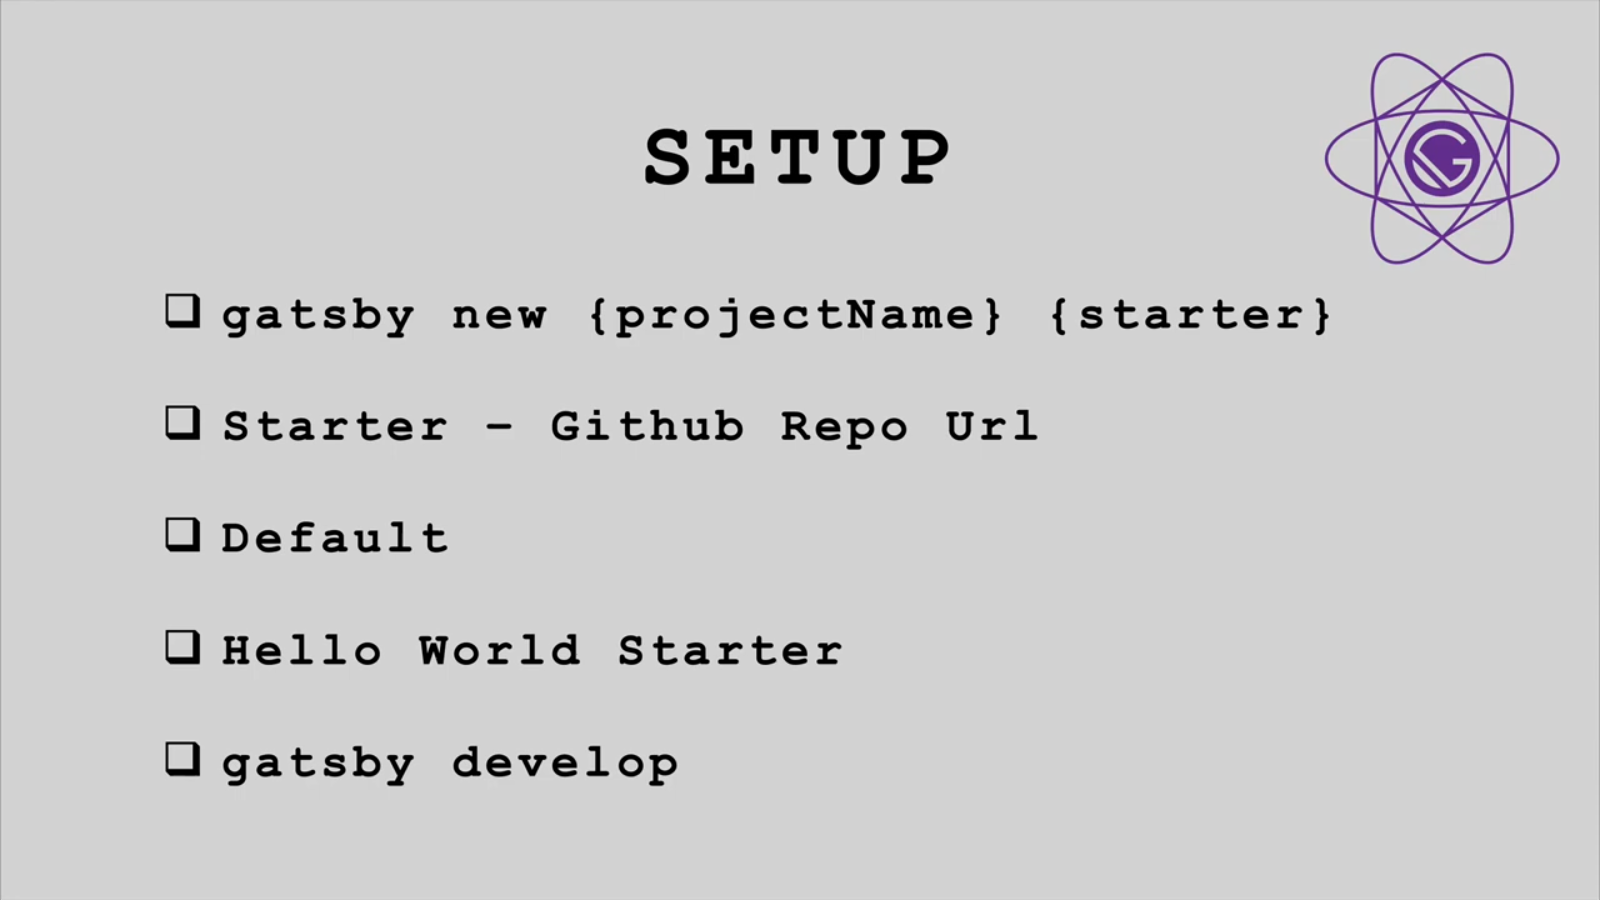 SETUP
gatsby new {projectName} {starter}
Starter - Github Repo Url
Default
Hello World Starter
gatsby develop